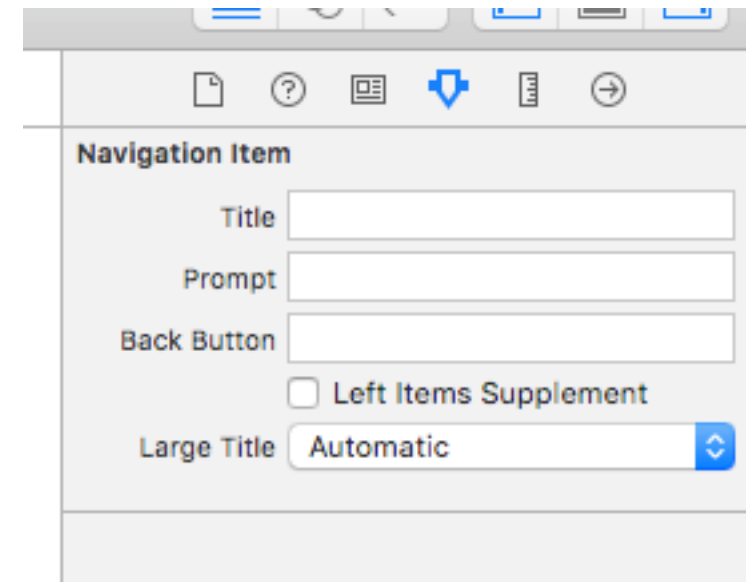 Navigation Item
Title
Prompt
Back Button
Left Items Supplement
Large Title Automatic